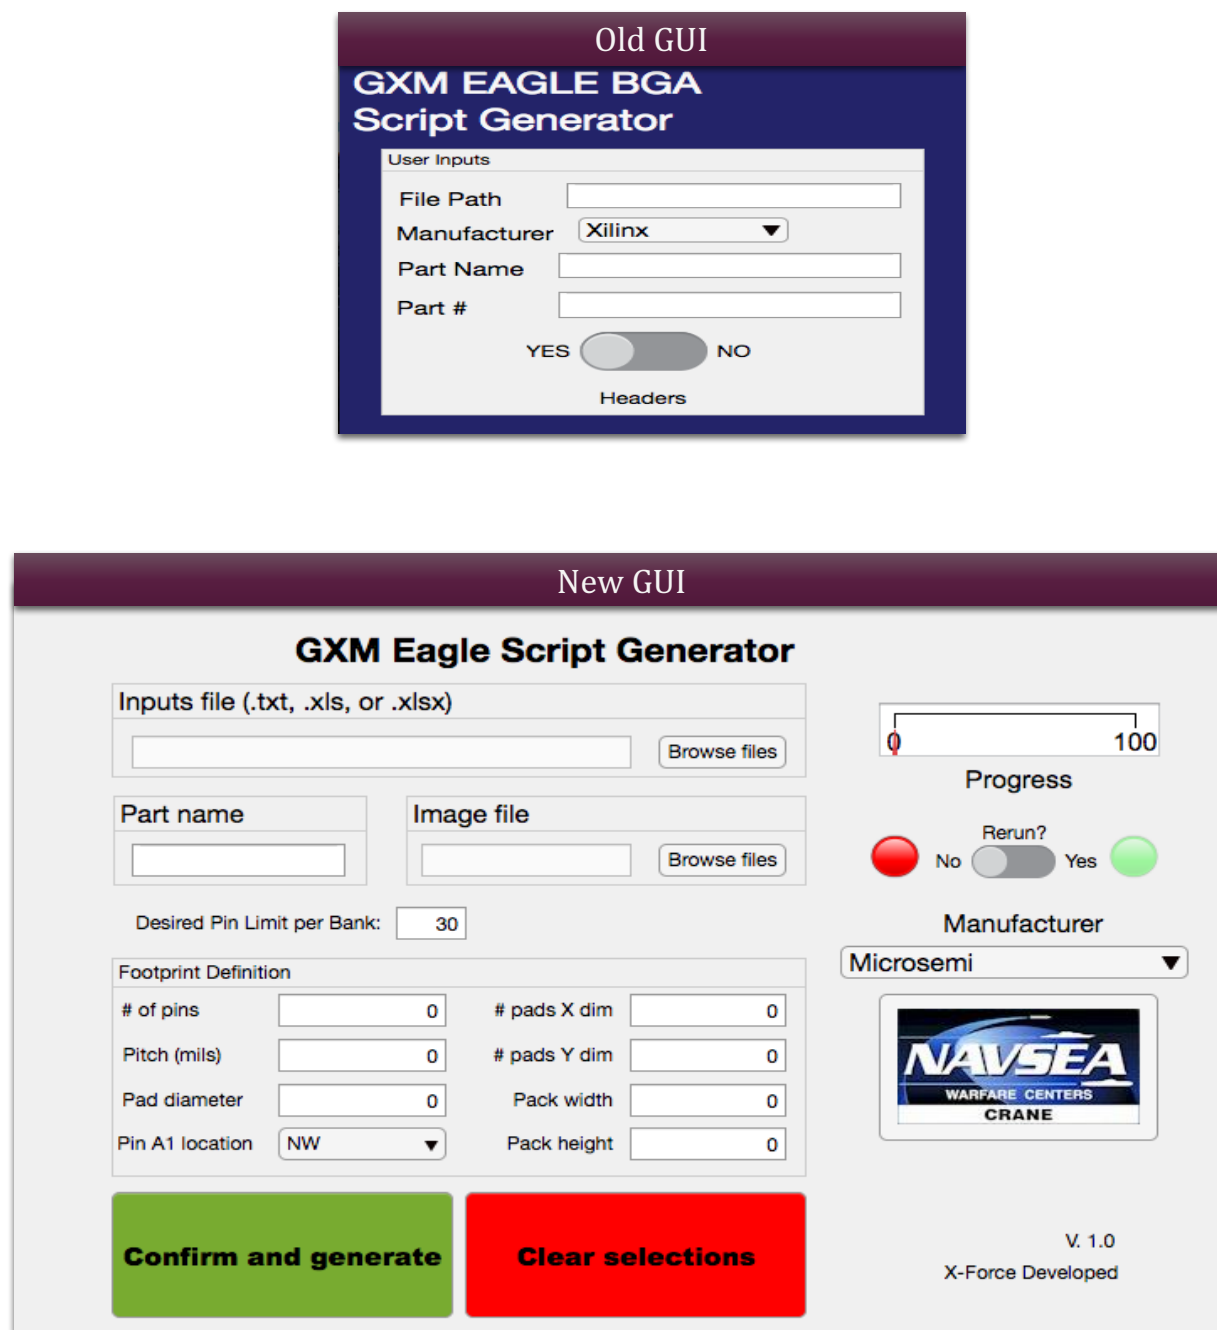 Old GUI
GXM EAGLE BGA
Script Generator
User Inputs
File Path
Manufacturer Xilinx
Part Name
Part #
YES NO
Headers
New GUI
GXM Eagle Script Generator
Inputs file (.txt, .xls, or .xlsx)
Browse files
0 100
Progress
Part name Image file
Browse files
Rerun?
No Yes
Desired Pin Limit per Bank: 30
Manufacturer
Microsemi
Footprint Definition
# of pins 0 # pads X dim 0
Pitch (mils) 0 # pads Y dim 0
Pad diameter 0 Pack width 0
Pin A1 location NW Pack height 0
NAVSEA
WARFARE CENTERS
CRANE
Confirm and generate Clear selections
V. 1.0
X-Force Developed